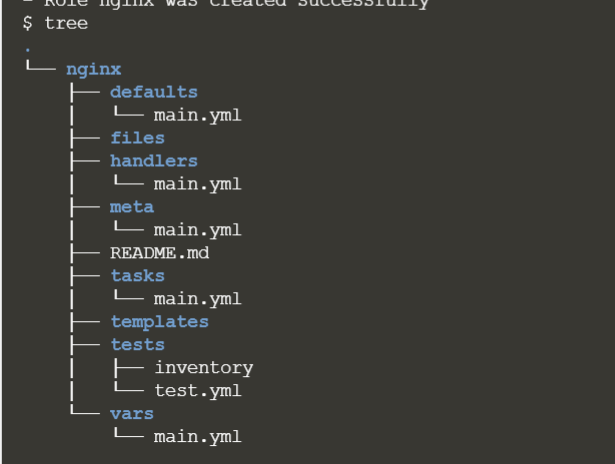 - Role nginx was created successfully
$ tree
.
└── nginx
    ├── defaults
    │   └── main.yml
    ├── files
    ├── handlers
    │   └── main.yml
    ├── meta
    │   └── main.yml
    ├── README.md
    ├── tasks
    │   └── main.yml
    ├── templates
    ├── tests
    │   ├── inventory
    │   └── test.yml
    └── vars
        └── main.yml